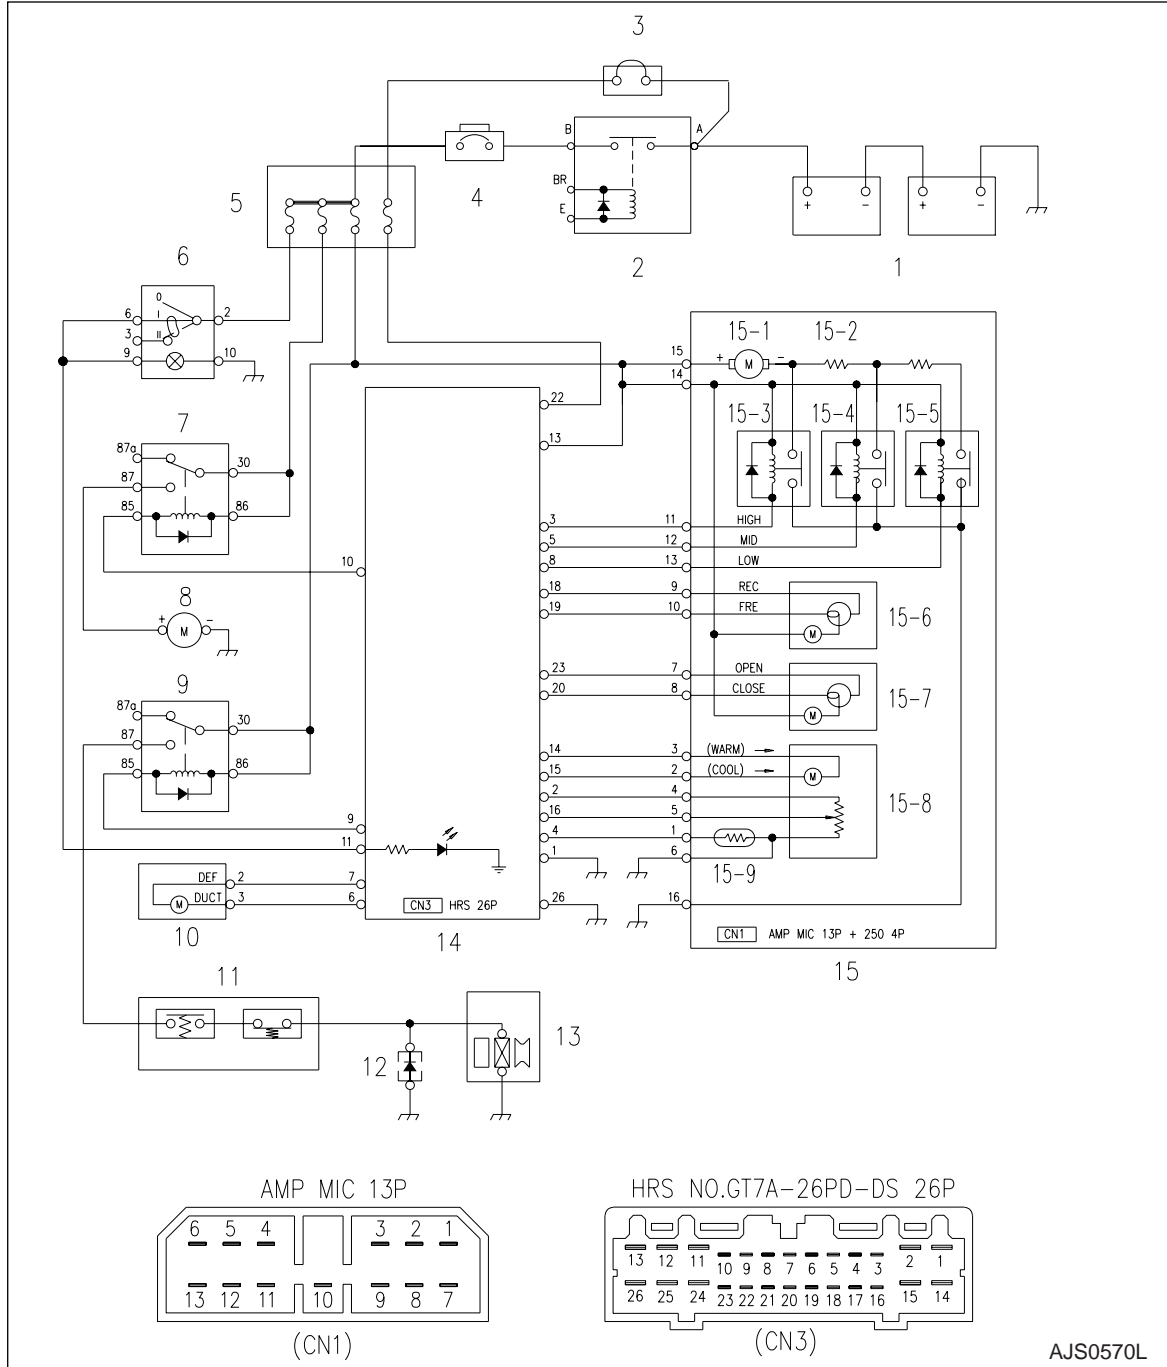 3
B
A
4
BR
E
5
2
+ - + -
1
6
0
I
II
6
3
9
2
10
15-1
15-2
15
+ M -
14
22
13
15-3
15-4
15-5
7
87a
87
85
30
86
3 11 HIGH
5 12 MID
8 13 LOW
10
18 9 REC
19 10 FRE
M
15-6
8
+ M -
23 7 OPEN
20 8 CLOSE
M
15-7
9
87a
87
85
30
86
14 3 (WARM)
15 2 (COOL)
M
2 4
16 5
4 1
1 6
15-8
15-9
9
11
DEF 2 7
M DUCT 3 6
10
CN3 HRS 26P
26
14
16
CN1 AMP MIC 13P + 250 4P
15
11
12
13
AMP MIC 13P
6 5 4 3 2 1
13 12 11 10 9 8 7
(CN1)
HRS NO.GT7A-26PD-DS 26P
13 12 11 10 9 8 7 6 5 4 3 2 1
26 25 24 23 22 21 20 19 18 17 16 15 14
(CN3)
AJS0570L